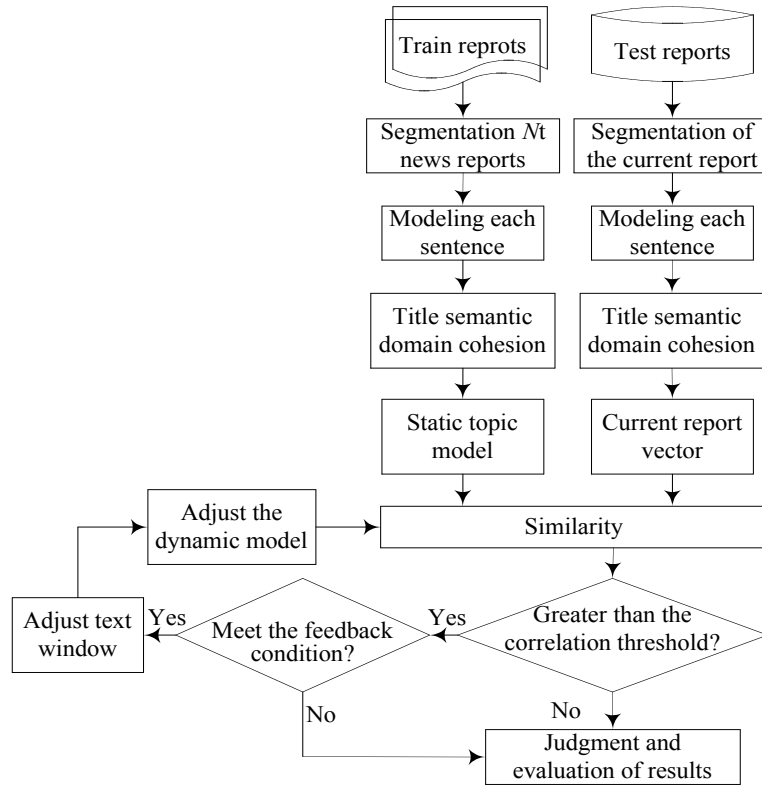 Train reprots
Test reports
Segmentation Nt
news reports
Segmentation of
the current report
Modeling each
sentence
Modeling each
sentence
Title semantic
domain cohesion
Title semantic
domain cohesion
Static topic
model
Current report
vector
Adjust the
dynamic model
Similarity
Adjust text
window
Yes
Meet the feedback
condition?
Yes
Greater than the
correlation threshold?
No
No
Judgment and
evaluation of results